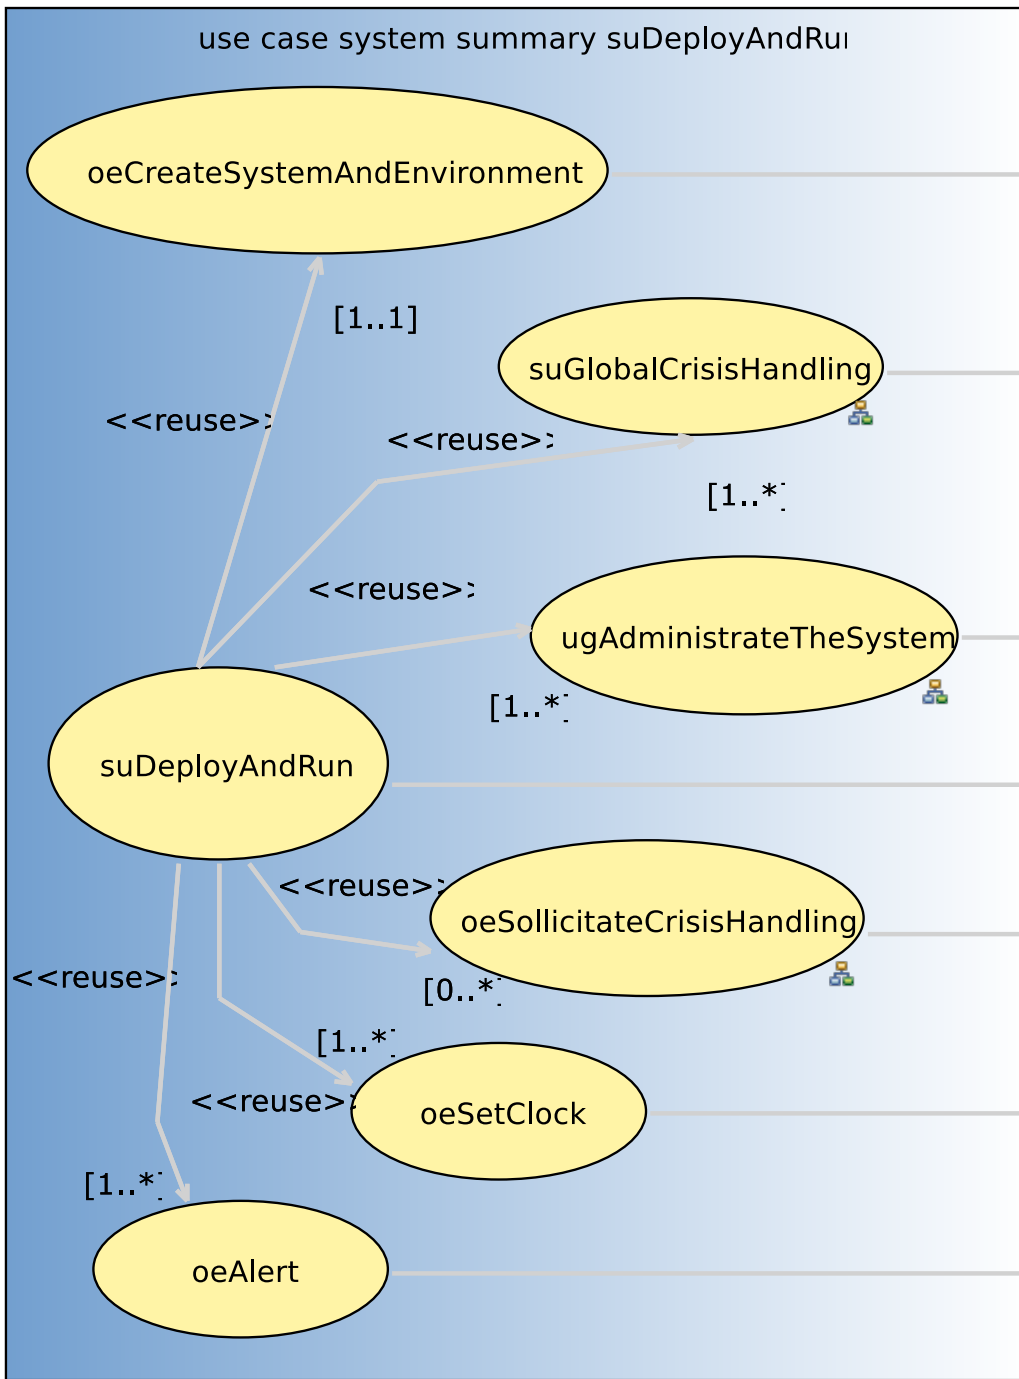 use case system summary suDeployAndRu
oeCreateSystemAndEnvironment
[1..1]
suGlobalCrisisHandling
<<reuse>>
<<reuse>>
[1..*]
<<reuse>>
ugAdministrateTheSystem
[1..*]
suDeployAndRun
<<reuse>>
oeSollicitateCrisisHandling
<<reuse>>
[0..*]
[1..*]
<<reuse>>
oeSetClock
[1..*]
oeAlert